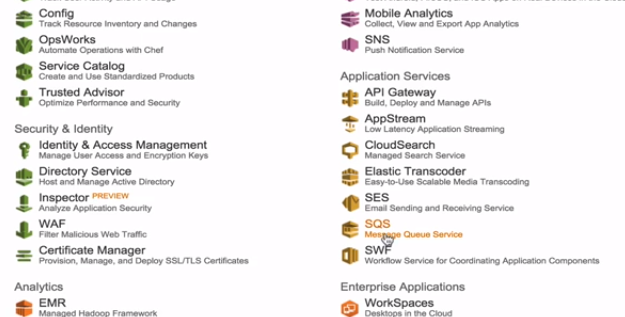 Config
Track Resource Inventory and Changes
OpsWorks
Automate Operations with Chef
Service Catalog
Create and Use Standardized Products
Trusted Advisor
Optimize Performance and Security
Security & Identity
Identity & Access Management
Manage User Access and Encryption Keys
Directory Service
Host and Manage Active Directory
Inspector PREVIEW
Analyze Application Security
WAF
Filter Malicious Web Traffic
Certificate Manager
Provision, Manage, and Deploy SSL/TLS Certificates
Analytics
EMR
Managed Hadoop Framework
Mobile Analytics
Collect, View and Export App Analytics
SNS
Push Notification Service
Application Services
API Gateway
Build, Deploy and Manage APIs
AppStream
Low Latency Application Streaming
CloudSearch
Managed Search Service
Elastic Transcoder
Easy-to-Use Scalable Media Transcoding
SES
Email Sending and Receiving Service
SQS
Message Queue Service
SWF
Workflow Service for Coordinating Application Components
Enterprise Applications
WorkSpaces
Desktops in the Cloud